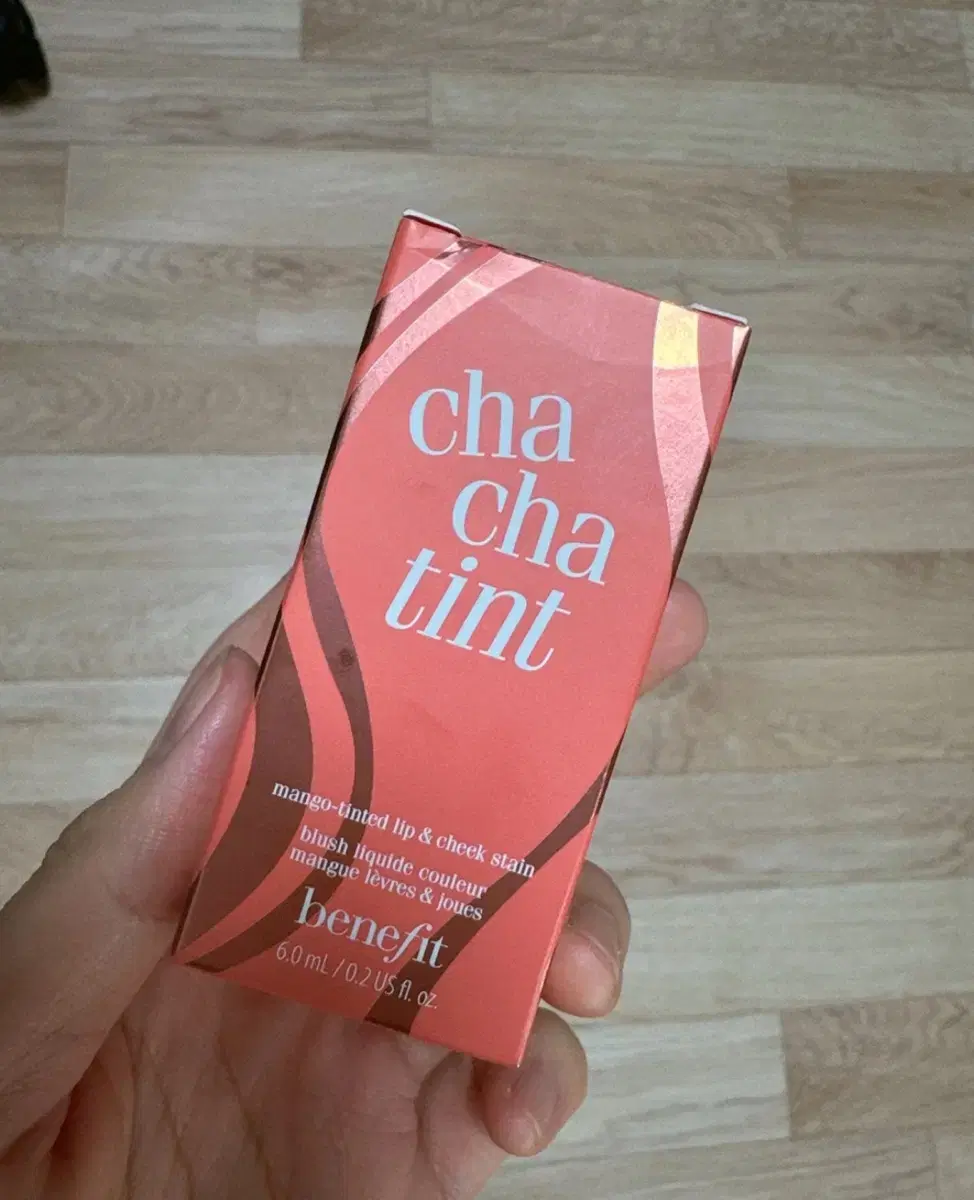 cha
cha
tint
mango-tinted lip & cheek stain
blush liquide couleur
mangue lèvres & joues
benefit
6.0 mL / 0.2 US fl. oz.